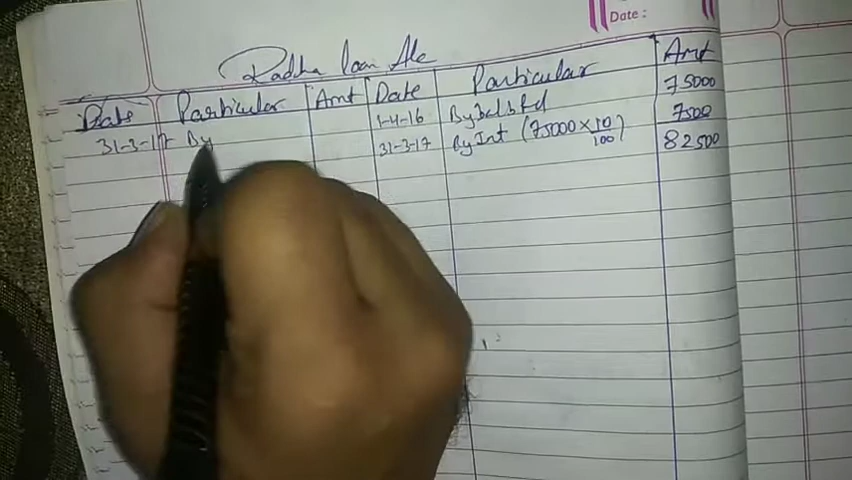 Date :
Radha loan A/c
Date Particular Amt Date Particular Amt
1-4-16 By bal b/d 75000
31-3-17 By 31-3-17 By Int (75000 × 10/100) 7500
82500